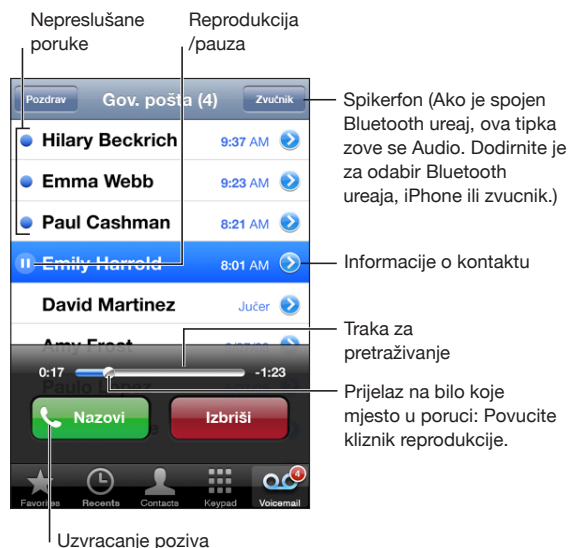 Nepreslušane
poruke
Reprodukcija
/pauza
Pozdrav
Gov. pošta (4)
Zvučnik
Hilary Beckrich
9:37 AM
Emma Webb
9:23 AM
Paul Cashman
8:21 AM
Emily Harrold
8:01 AM
David Martinez
Jučer
Amy Frost
0:17
-1:23
Paulo Lopez
Nazovi
Izbriši
Favorites
Recents
Contacts
Keypad
Voicemail
4
Spikerfon (Ako je spojen
Bluetooth ureaj, ova tipka
zove se Audio. Dodirnite je
za odabir Bluetooth
ureaja, iPhone ili zvucnik.)
Informacije o kontaktu
Traka za
pretraživanje
Prijelaz na bilo koje
mjesto u poruci: Povucite
kliznik reprodukcije.
Uzvracanje poziva